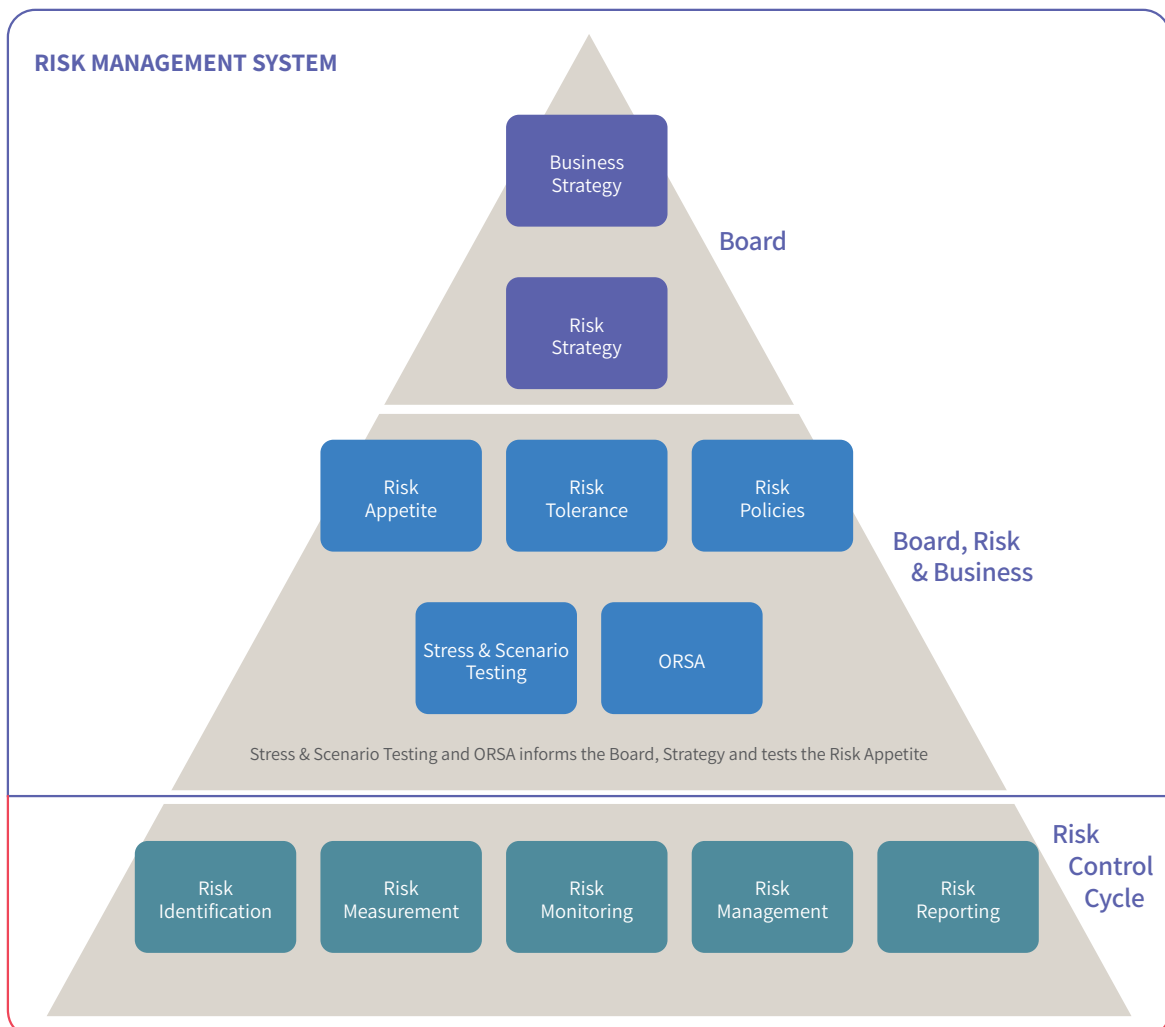 RISK MANAGEMENT SYSTEM
Business
Strategy
Board
Risk
Strategy
Risk
Appetite
Risk
Tolerance
Risk
Policies
Board, Risk
& Business
Stress & Scenario
Testing
ORSA
Stress & Scenario Testing and ORSA informs the Board, Strategy and tests the Risk Appetite
Risk
Control
Cycle
Risk
Identification
Risk
Measurement
Risk
Monitoring
Risk
Management
Risk
Reporting